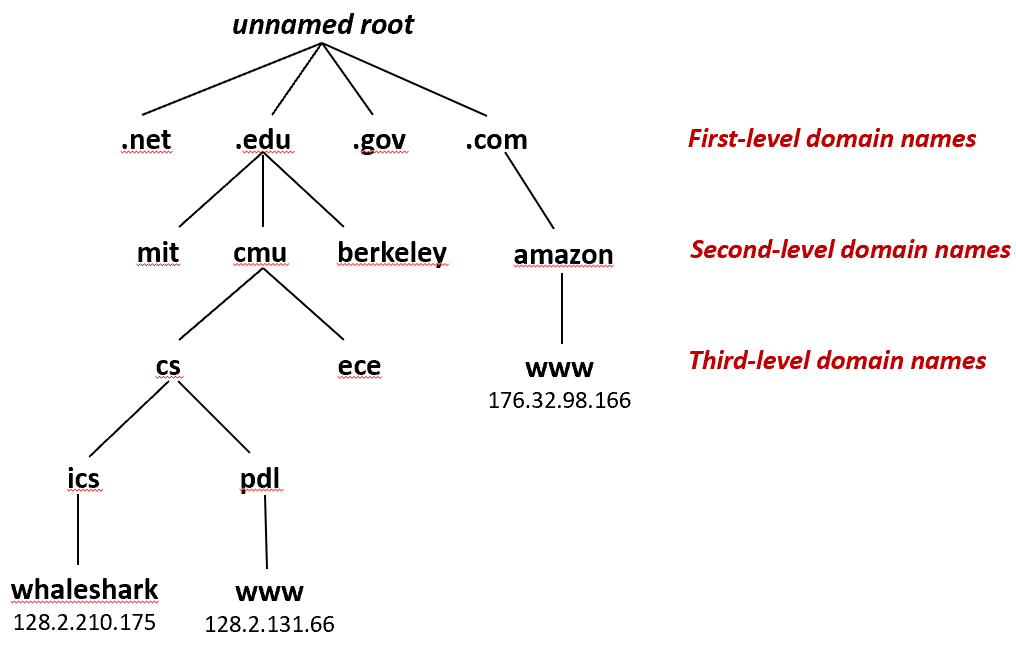 unnamed root
.net .edu .gov .com First-level domain names
mit cmu berkeley amazon Second-level domain names
cs ece www Third-level domain names
176.32.98.166
ics pdl
whaleshark www
128.2.210.175 128.2.131.66